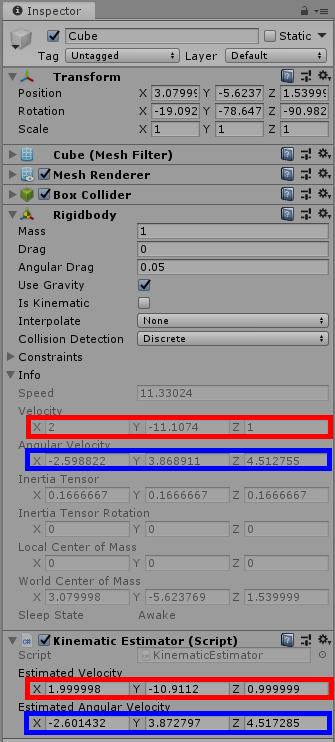 Inspector
Cube Static
Tag Untagged Layer Default
Transform
Position X 3.07999 Y -5.6237 Z 1.53999
Rotation X -19.092 Y -78.647 Z -90.982
Scale X 1 Y 1 Z 1
Cube (Mesh Filter)
Mesh Renderer
Box Collider
Rigidbody
Mass 1
Drag 0
Angular Drag 0.05
Use Gravity
Is Kinematic
Interpolate None
Collision Detection Discrete
Constraints
Info
Speed 11.33024
Velocity
X 2 Y -11.1074 Z 1
Angular Velocity
X -2.598822 Y 3.868911 Z 4.512755
Inertia Tensor
X 0.1666667 Y 0.1666667 Z 0.1666667
Inertia Tensor Rotation
X 0 Y 0 Z 0
Local Center of Mass
X 0 Y 0 Z 0
World Center of Mass
X 3.079998 Y -5.623769 Z 1.539999
Sleep State Awake
C# Kinematic Estimator (Script)
Script KinematicEstimator
Estimated Velocity
X 1.999998 Y -10.9112 Z 0.999999
Estimated Angular Velocity
X -2.601432 Y 3.872797 Z 4.517285